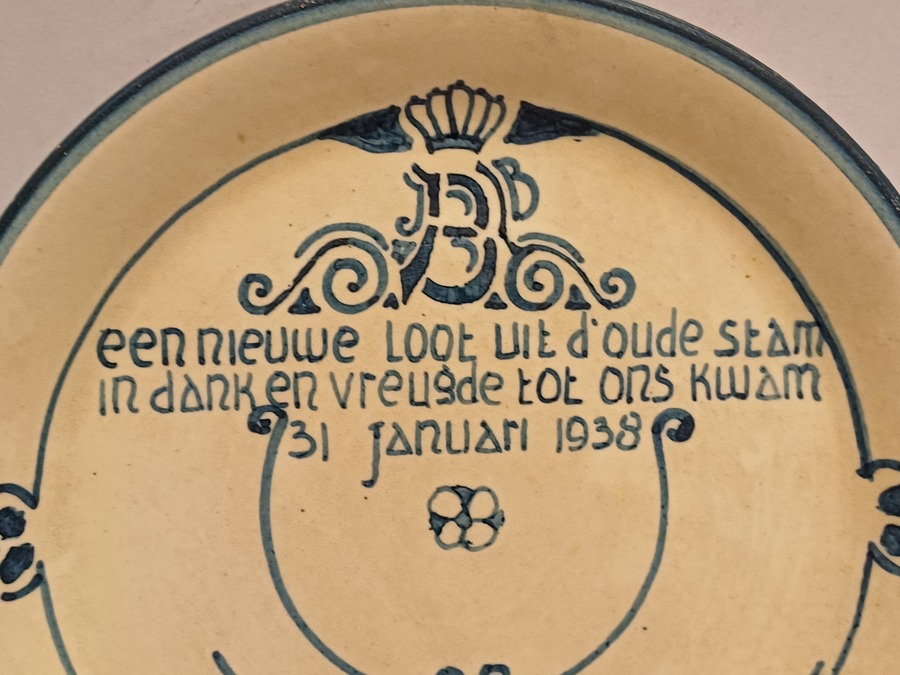 J B B
een nieuwe loot uit d'oude stam
in dank en vreugde tot ons kwam
31 januari 1938